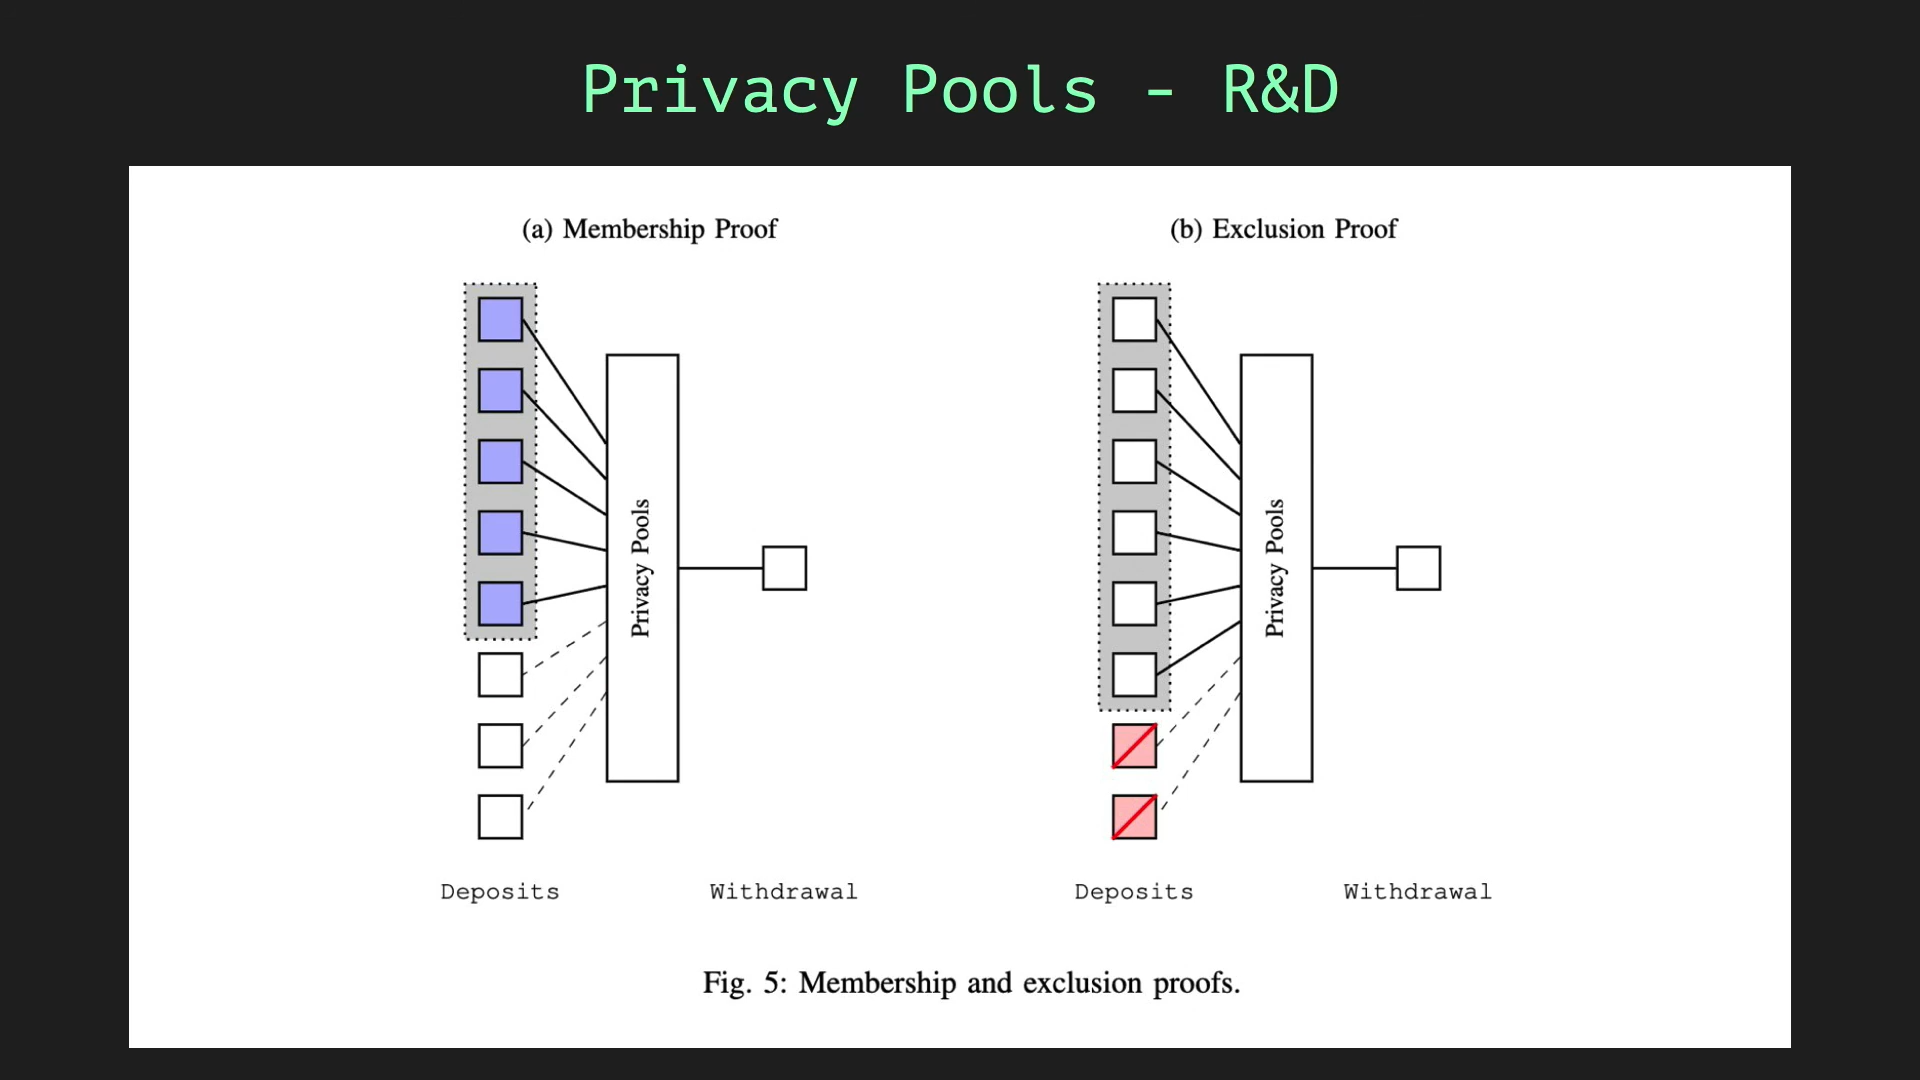 Privacy Pools - R&D
(a) Membership Proof
Privacy Pools
Deposits
Withdrawal
(b) Exclusion Proof
Privacy Pools
Deposits
Withdrawal
Fig. 5: Membership and exclusion proofs.